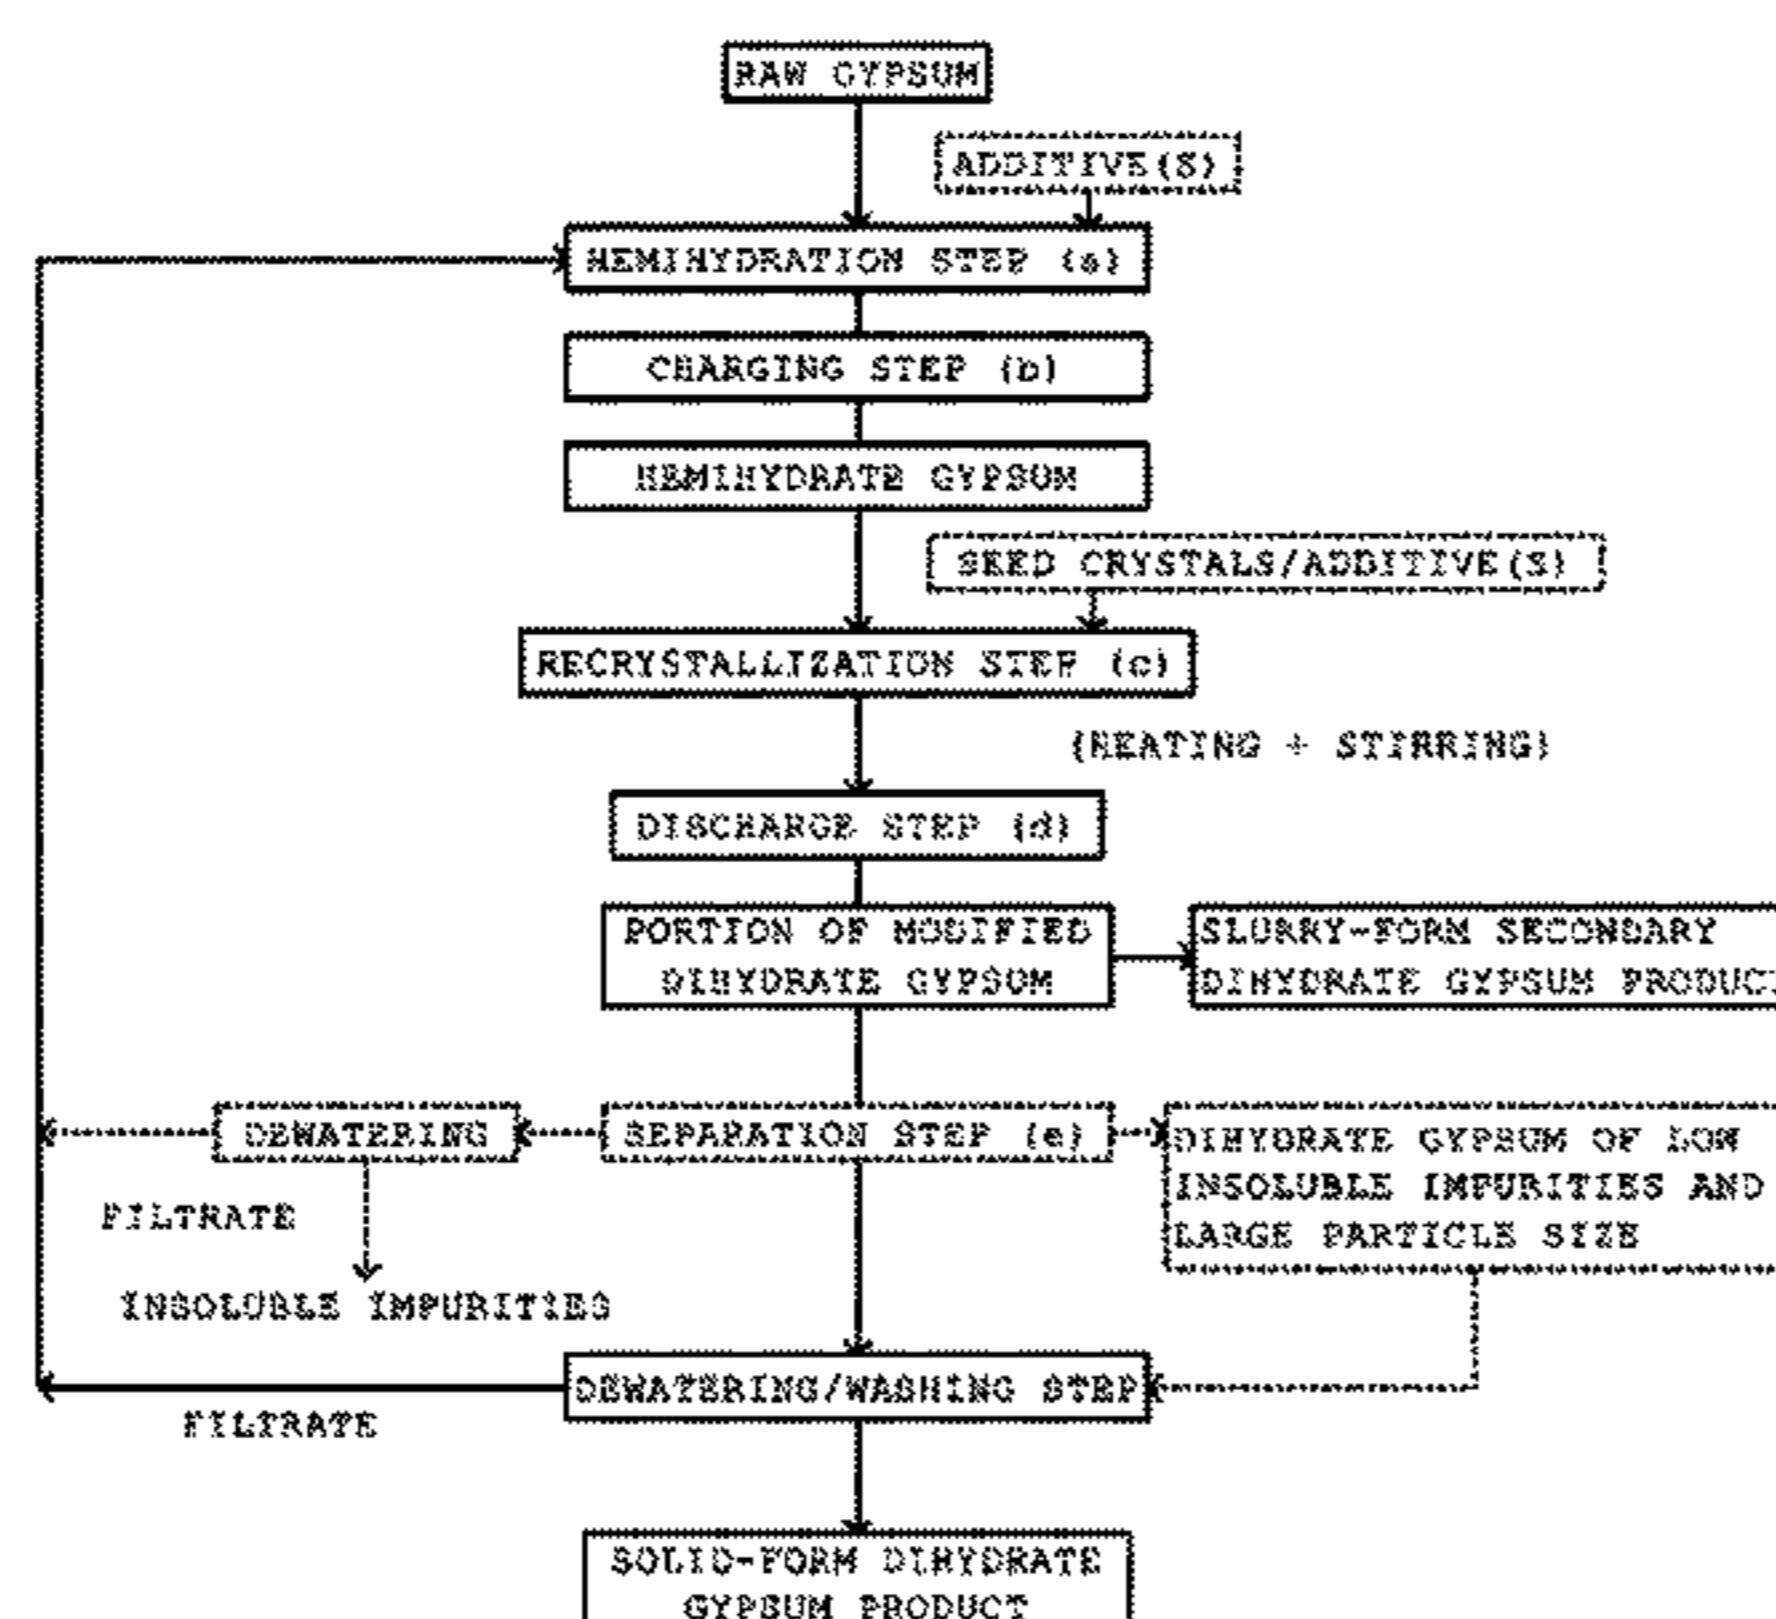 RAW GYPSUM
ADDITIVE(S)
HEMIHYDRATION STEP (a)
CHARGING STEP (b)
HEMIHYDRATE GYPSUM
SEED CRYSTALS/ADDITIVE(S)
RECRYSTALLIZATION STEP (c)
(HEATING + STIRRING)
DISCHARGE STEP (d)
PORTION OF MODIFIED
DIHYDRATE GYPSUM
SLURRY-FORM SECONDARY
DIHYDRATE GYPSUM PRODUCT
DEWATERING
SEPARATION STEP (e)
DIHYDRATE GYPSUM OF LOW
INSOLUBLE IMPURITIES AND
LARGE PARTICLE SIZE
FILTRATE
INSOLUBLE IMPURITIES
DEWATERING/WASHING STEP
FILTRATE
SOLID-FORM DIHYDRATE
GYPSUM PRODUCT